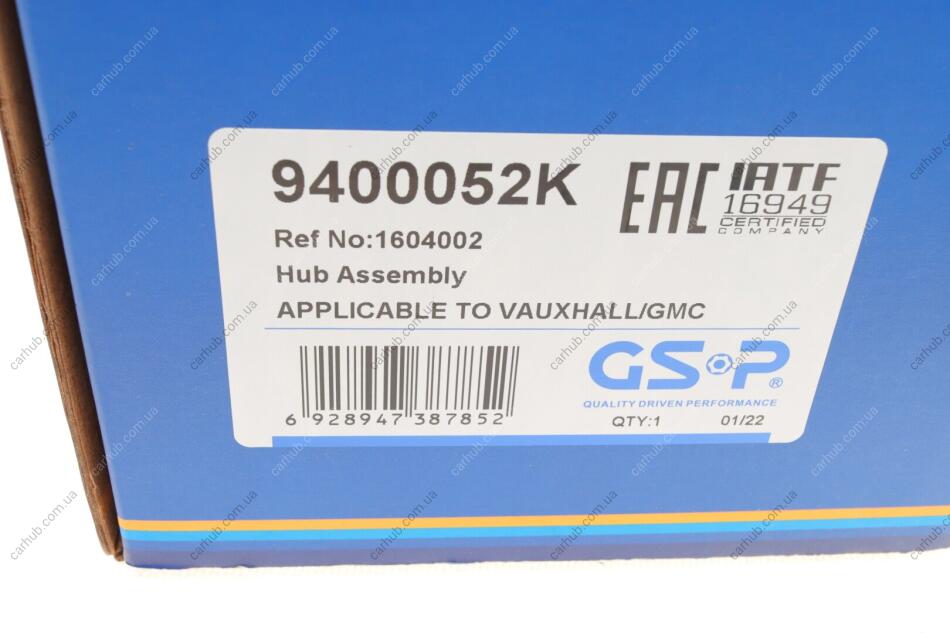 9400052K
EAC
IATF
16949
CERTIFIED
COMPANY
Ref No:1604002
Hub Assembly
APPLICABLE TO VAUXHALL/GMC
6 928947 387852
GSP®
QUALITY DRIVEN PERFORMANCE
QTY:1 01/22
carhub.com.ua